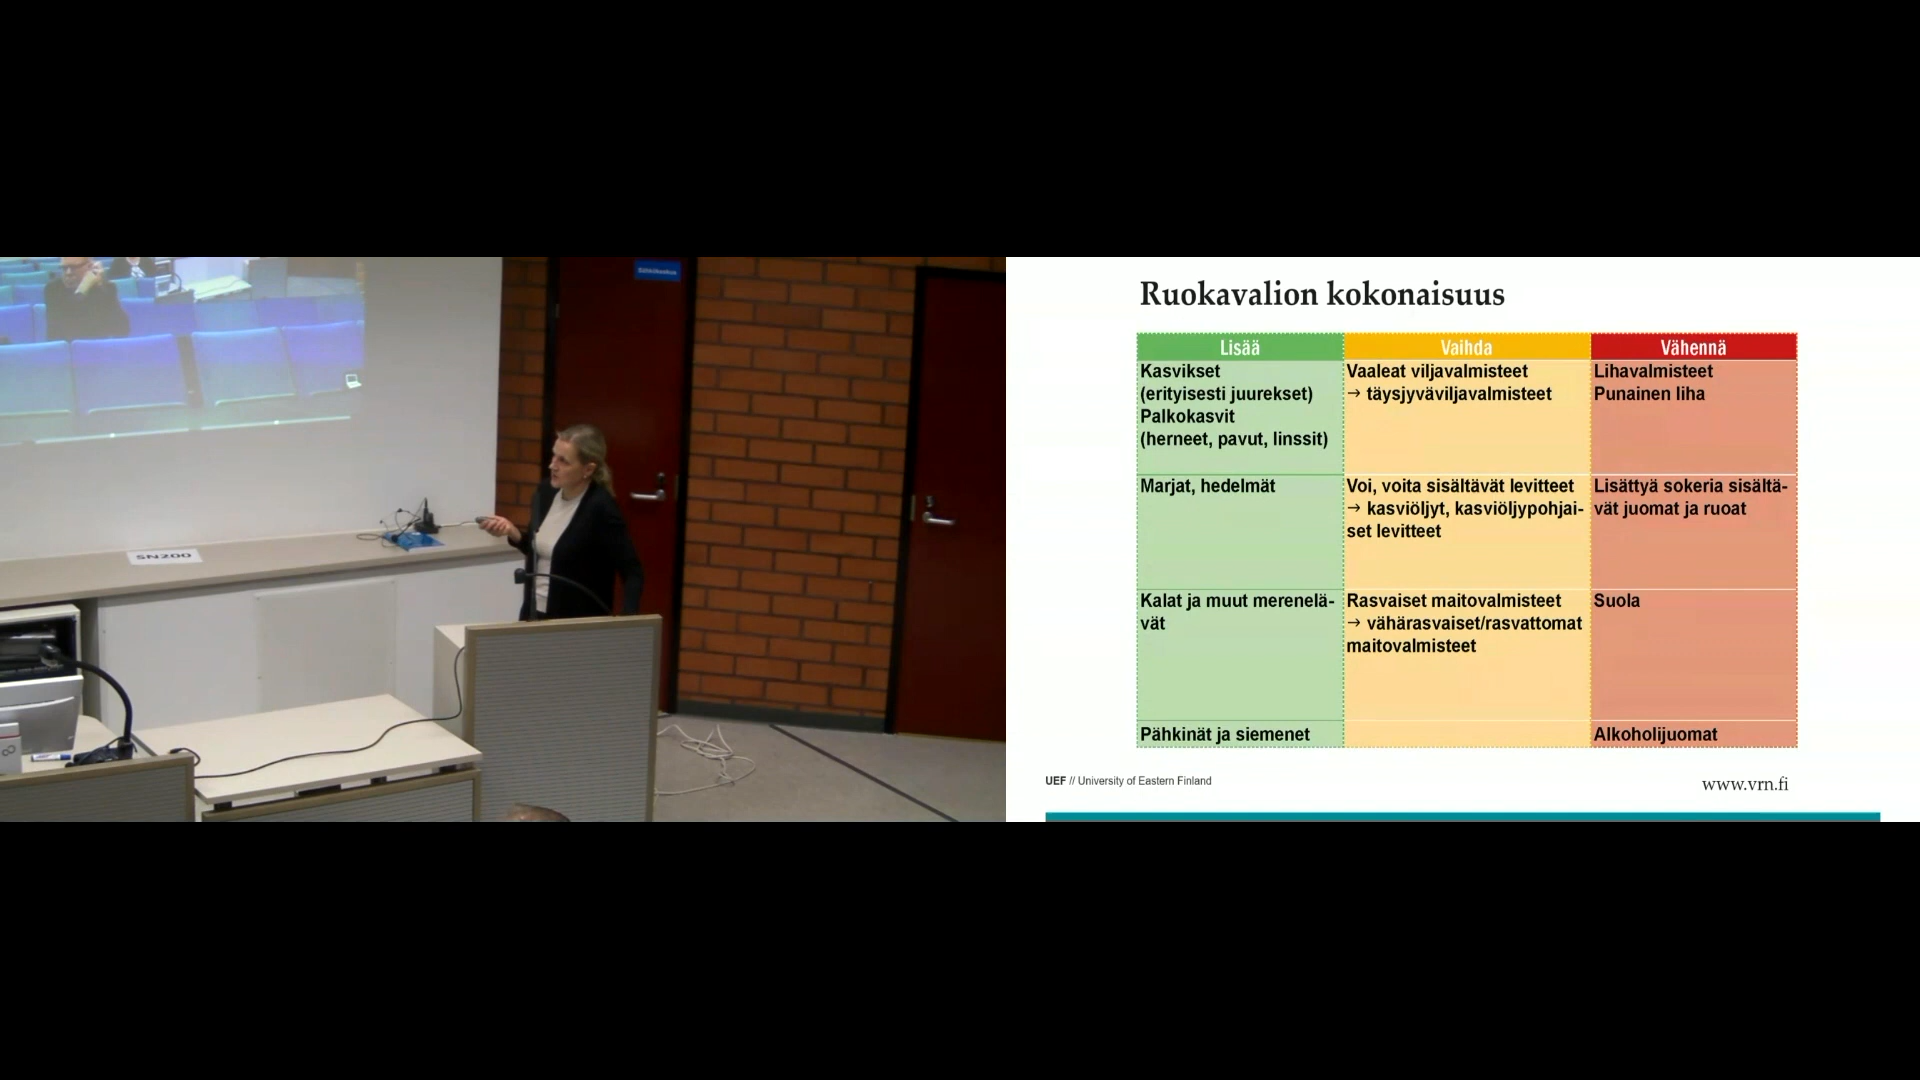 SN200
Ruokavalion kokonaisuus
Lisää
Vaihda
Vähennä
Kasvikset
(erityisesti juurekset)
Palkokasvit
(herneet, pavut, linssit)
Vaaleat viljavalmisteet
→ täysjyväviljavalmisteet
Lihavalmisteet
Punainen liha
Marjat, hedelmät
Voi, voita sisältävät levitteet
→ kasviöljyt, kasviöljypohjai-
set levitteet
Lisättyä sokeria sisältä-
vät juomat ja ruoat
Kalat ja muut merenelä-
vät
Rasvaiset maitovalmisteet
→ vähärasvaiset/rasvattomat
maitovalmisteet
Suola
Pähkinät ja siemenet
Alkoholijuomat
UEF // University of Eastern Finland
www.vrn.fi